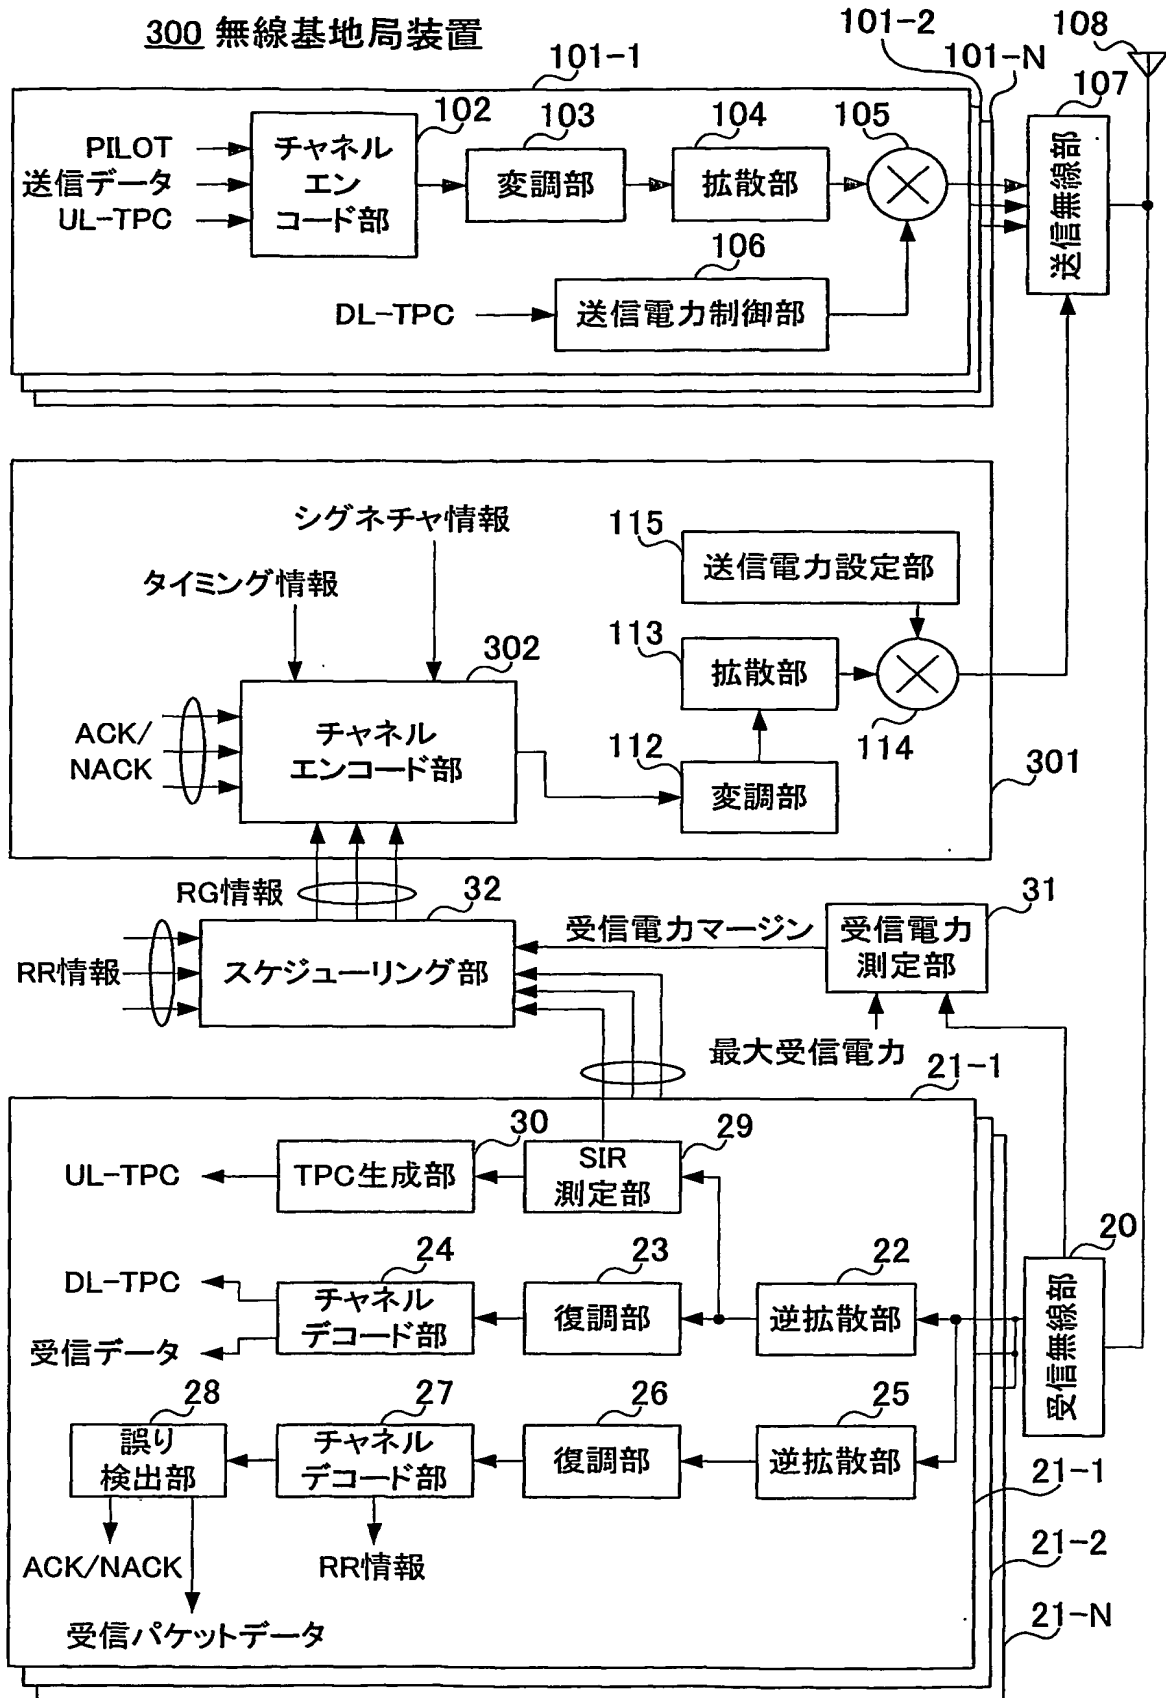 300 無線基地局装置
101-1
101-2
101-N
108
107
102
103
104
105
PILOT
送信データ
UL-TPC
チャネル
エン
コード部
変調部
拡散部
送信無線部
106
DL-TPC
送信電力制御部
シグネチャ情報
タイミング情報
115
送信電力設定部
302
113
拡散部
114
ACK/
NACK
チャネル
エンコード部
112
変調部
301
RG情報
32
31
RR情報
スケジューリング部
受信電力マージン
受信電力
測定部
最大受信電力
21-1
30
29
UL-TPC
TPC生成部
SIR
測定部
20
24
23
22
DL-TPC
受信データ
チャネル
デコード部
復調部
逆拡散部
受信無線部
28
27
26
25
誤り
検出部
チャネル
デコード部
復調部
逆拡散部
21-1
ACK/NACK
RR情報
21-2
受信パケットデータ
21-N